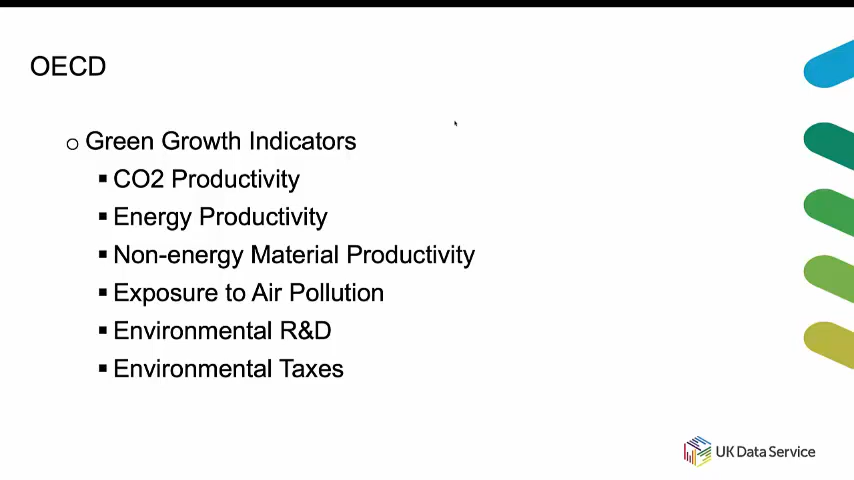 OECD
o Green Growth Indicators
▪ CO2 Productivity
▪ Energy Productivity
▪ Non-energy Material Productivity
▪ Exposure to Air Pollution
▪ Environmental R&D
▪ Environmental Taxes
UK Data Service